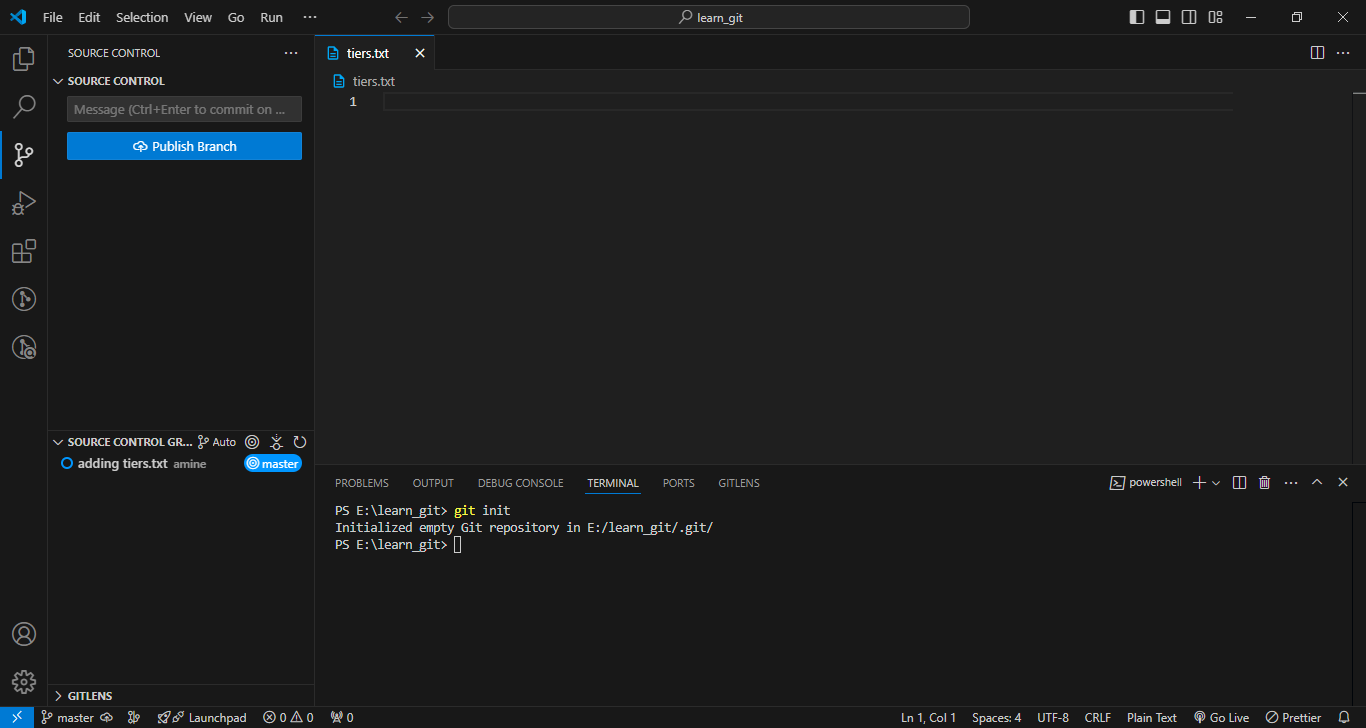 File Edit Selection View Go Run ··· learn_git
SOURCE CONTROL ···
SOURCE CONTROL
Message (Ctrl+Enter to commit on ...
Publish Branch
SOURCE CONTROL GR... Auto
adding tiers.txt amine master
GITLENS
tiers.txt
tiers.txt
1
PROBLEMS OUTPUT DEBUG CONSOLE TERMINAL PORTS GITLENS powershell
PS E:\learn_git> git init
Initialized empty Git repository in E:/learn_git/.git/
PS E:\learn_git>
master Launchpad 0 0 0 Ln 1, Col 1 Spaces: 4 UTF-8 CRLF Plain Text Go Live Prettier